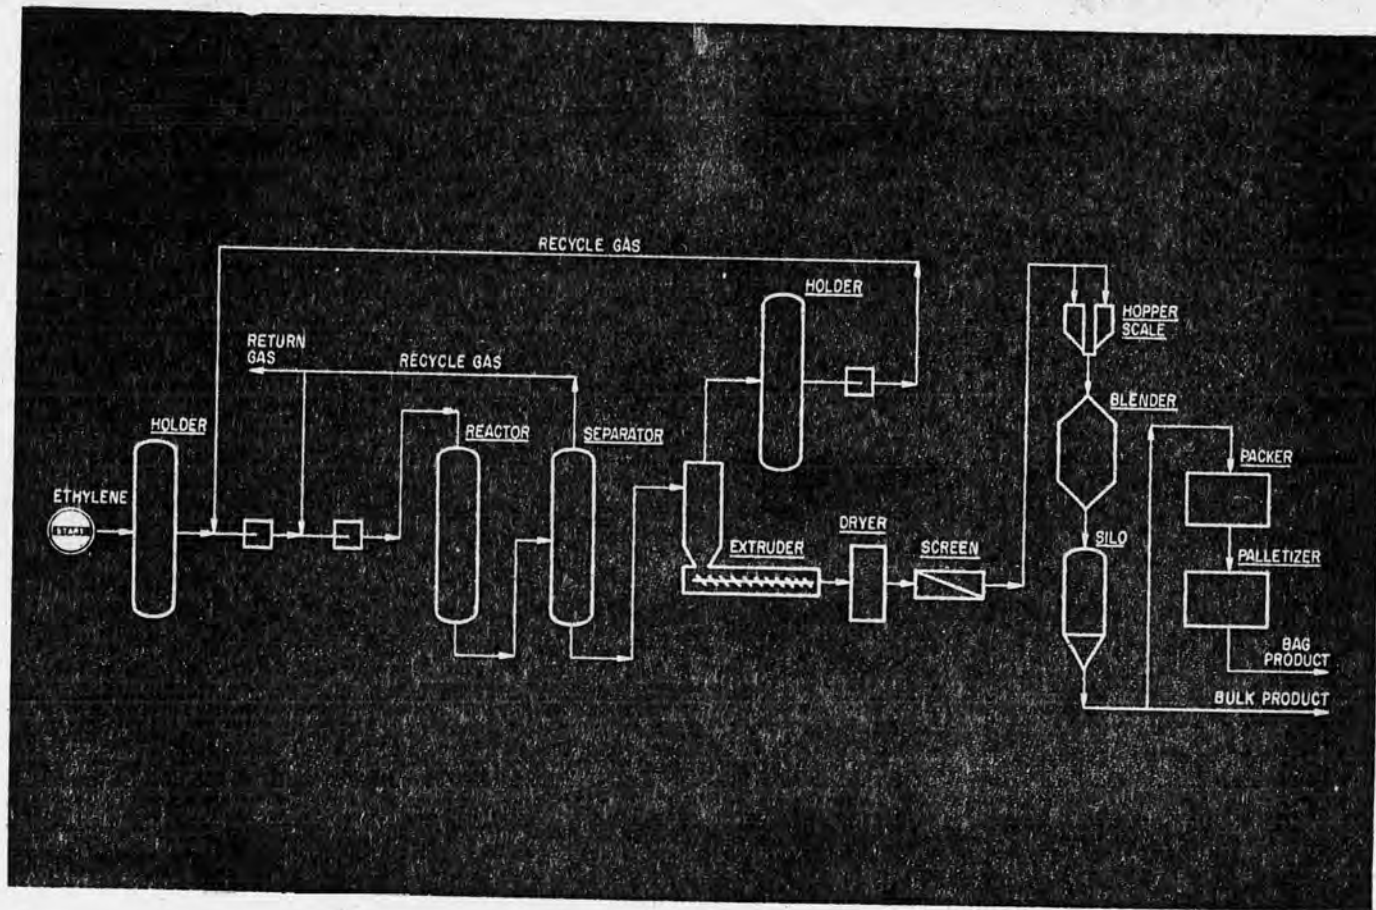 RECYCLE GAS
HOLDER
HOPPER
SCALE
RETURN
GAS
RECYCLE GAS
BLENDER
HOLDER
REACTOR
SEPARATOR
PACKER
ETHYLENE
START
EXTRUDER
DRYER
SCREEN
SILO
PALLETIZER
BAG
PRODUCT
BULK PRODUCT